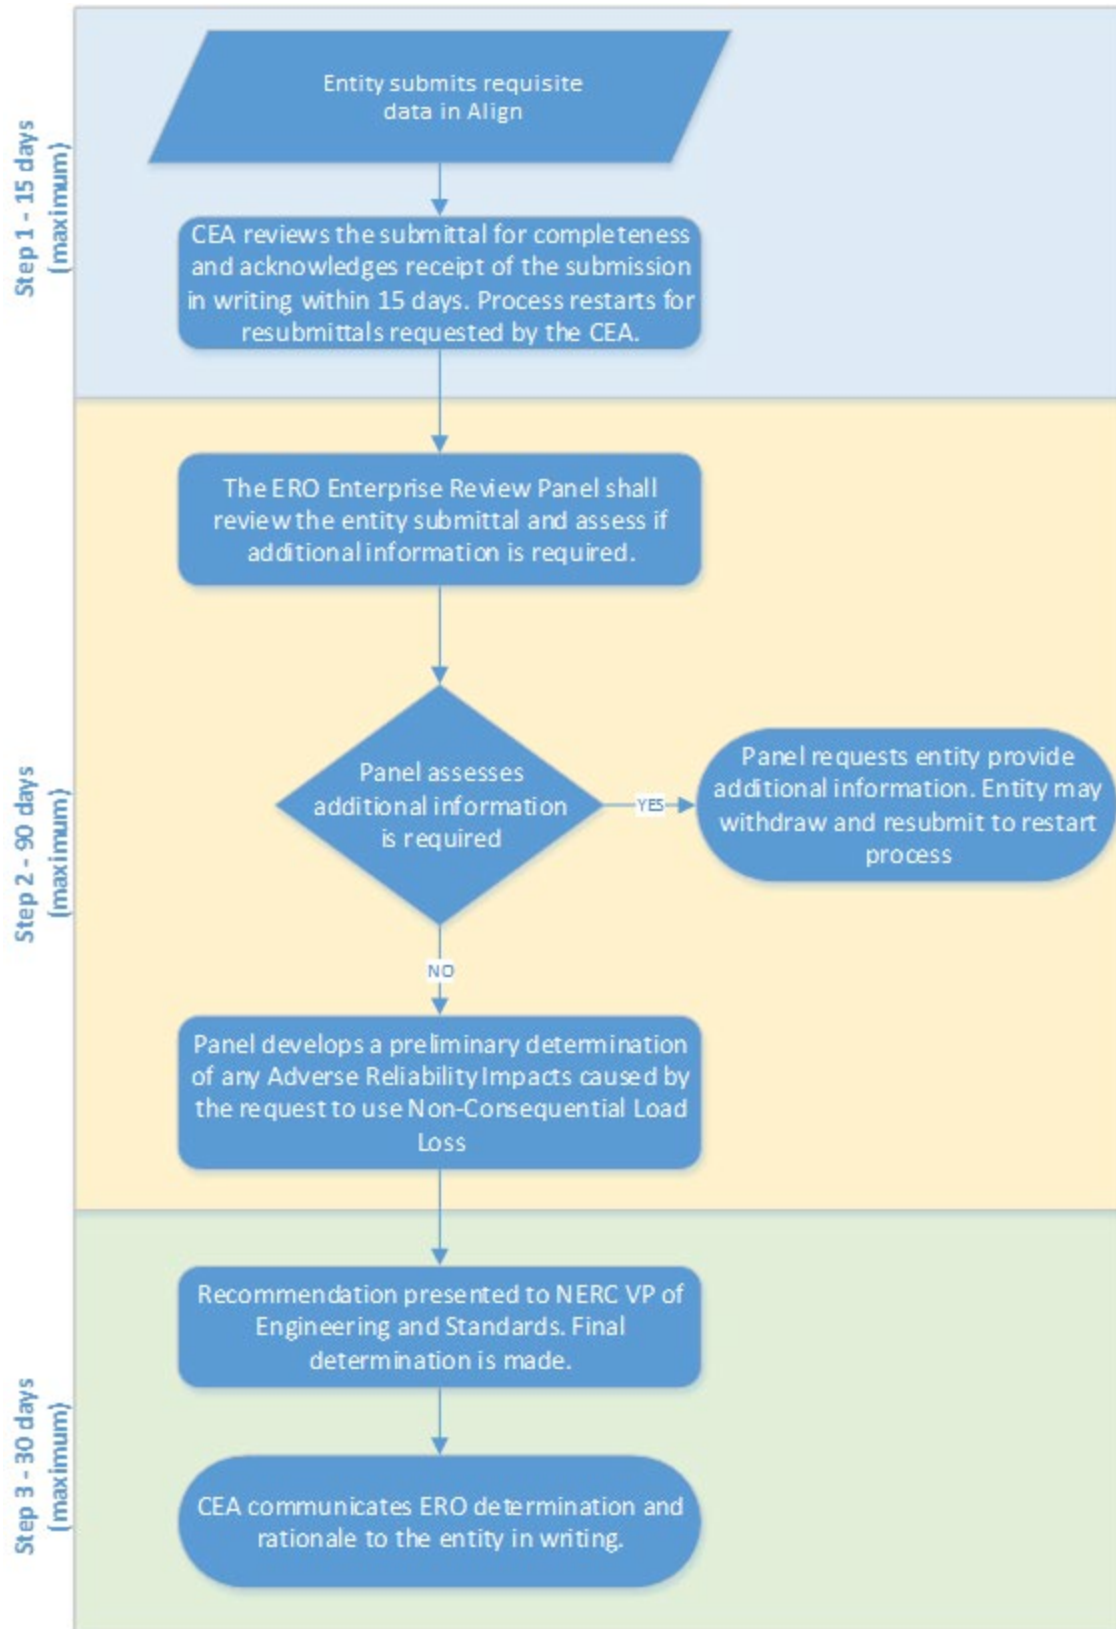 Step 1 - 15 days
(maximum)
Entity submits requisite
data in Align
CEA reviews the submittal for completeness
and acknowledges receipt of the submission
in writing within 15 days. Process restarts for
resubmittals requested by the CEA.
Step 2 - 90 days
(maximum)
The ERO Enterprise Review Panel shall
review the entity submittal and assess if
additional information is required.
Panel assesses
additional information
is required
YES
Panel requests entity provide
additional information. Entity may
withdraw and resubmit to restart
process
NO
Panel develops a preliminary determination
of any Adverse Reliability Impacts caused by
the request to use Non-Consequential Load
Loss
Step 3 - 30 days
(maximum)
Recommendation presented to NERC VP of
Engineering and Standards. Final
determination is made.
CEA communicates ERO determination and
rationale to the entity in writing.